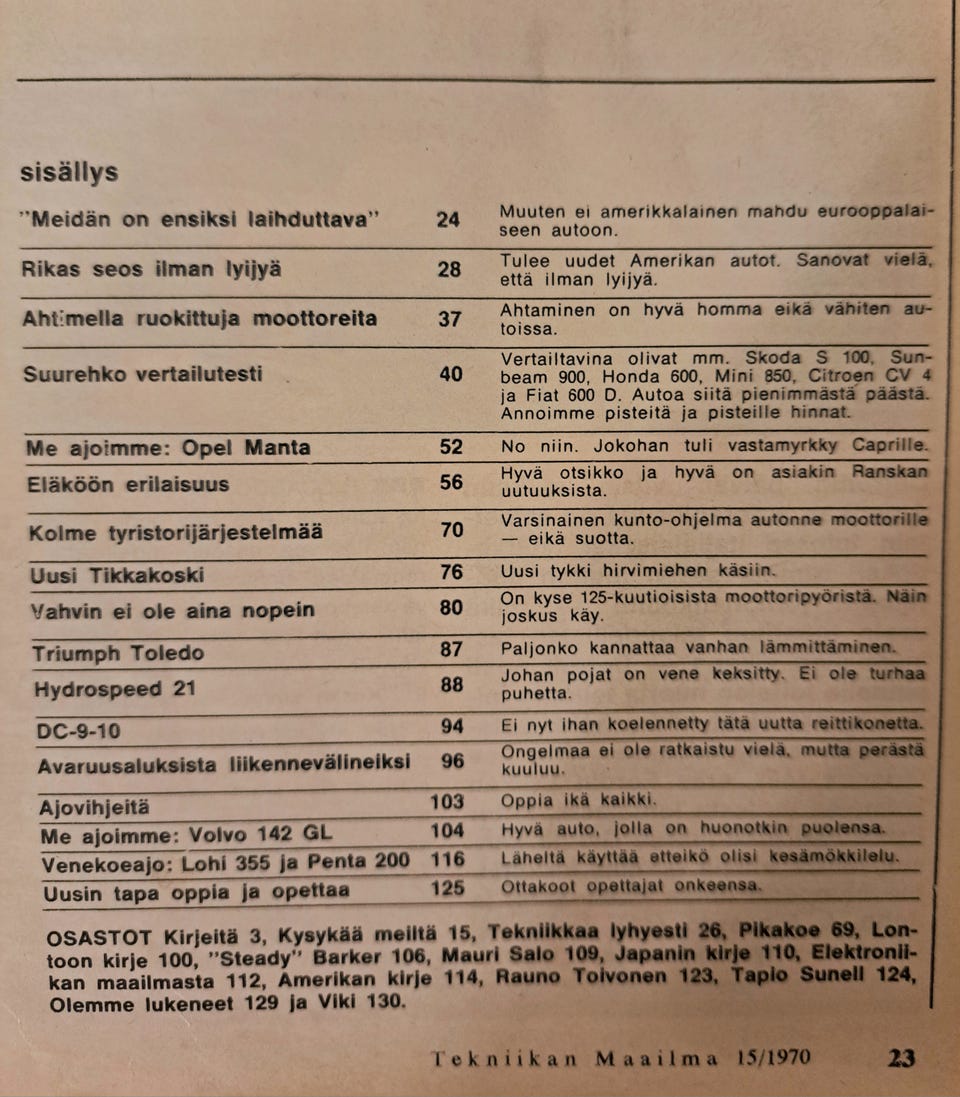 sisällys
"Meidän on ensiksi laihduttava" 24 Muuten ei amerikkalainen mahdu eurooppalai-
seen autoon.
Rikas seos ilman lyijyä 28 Tulee uudet Amerikan autot. Sanovat vielä,
että ilman lyijyä.
Ahtimella ruokittuja moottoreita 37 Ahtaminen on hyvä homma eikä vähiten au-
toissa.
Suurehko vertailutesti 40 Vertailtavina olivat mm. Skoda S 100, Sun-
beam 900, Honda 600, Mini 850, Citroen CV 4
ja Fiat 600 D. Autoa siitä pienimmästä päästä.
Annoimme pisteitä ja pisteille hinnat.
Me ajoimme: Opel Manta 52 No niin. Jokohan tuli vastamyrkky Caprille.
Eläköön erilaisuus 56 Hyvä otsikko ja hyvä on asiakin Ranskan
uutuuksista.
Kolme tyristorijärjestelmää 70 Varsinainen kunto-ohjelma autonne moottorille
— eikä suotta.
Uusi Tikkakoski 76 Uusi tykki hirvimiehen käsiin.
Vahvin ei ole aina nopein 80 On kyse 125-kuutioisista moottoripyöristä. Näin
joskus käy.
Triumph Toledo 87 Paljonko kannattaa vanhan lämmittäminen.
Hydrospeed 21 88 Johan pojat on vene keksitty. Ei ole turhaa
puhetta.
DC-9-10 94 Ei nyt ihan koelennetty tätä uutta reittikonetta.
Avaruusaluksista liikennevälineiksi 96 Ongelmaa ei ole ratkaistu vielä, mutta perästä
kuuluu.
Ajovihjeitä 103 Oppia ikä kaikki.
Me ajoimme: Volvo 142 GL 104 Hyvä auto, jolla on huonotkin puolensa.
Venekoeajo: Lohi 355 ja Penta 200 116 Läheltä käyttää etteikö olisi kesämökkilelu.
Uusin tapa oppia ja opettaa 125 Ottakoot opettajat onkeensa.
OSASTOT Kirjeitä 3, Kysykää meiltä 15, Tekniikkaa lyhyesti 26, Pikakoe 69, Lon-
toon kirje 100, "Steady" Barker 106, Mauri Salo 109, Japanin kirje 110, Elektronii-
kan maailmasta 112, Amerikan kirje 114, Rauno Toivonen 123, Tapio Sunell 124,
Olemme lukeneet 129 ja Viki 130.
Tekniikan Maailma 15/1970 23